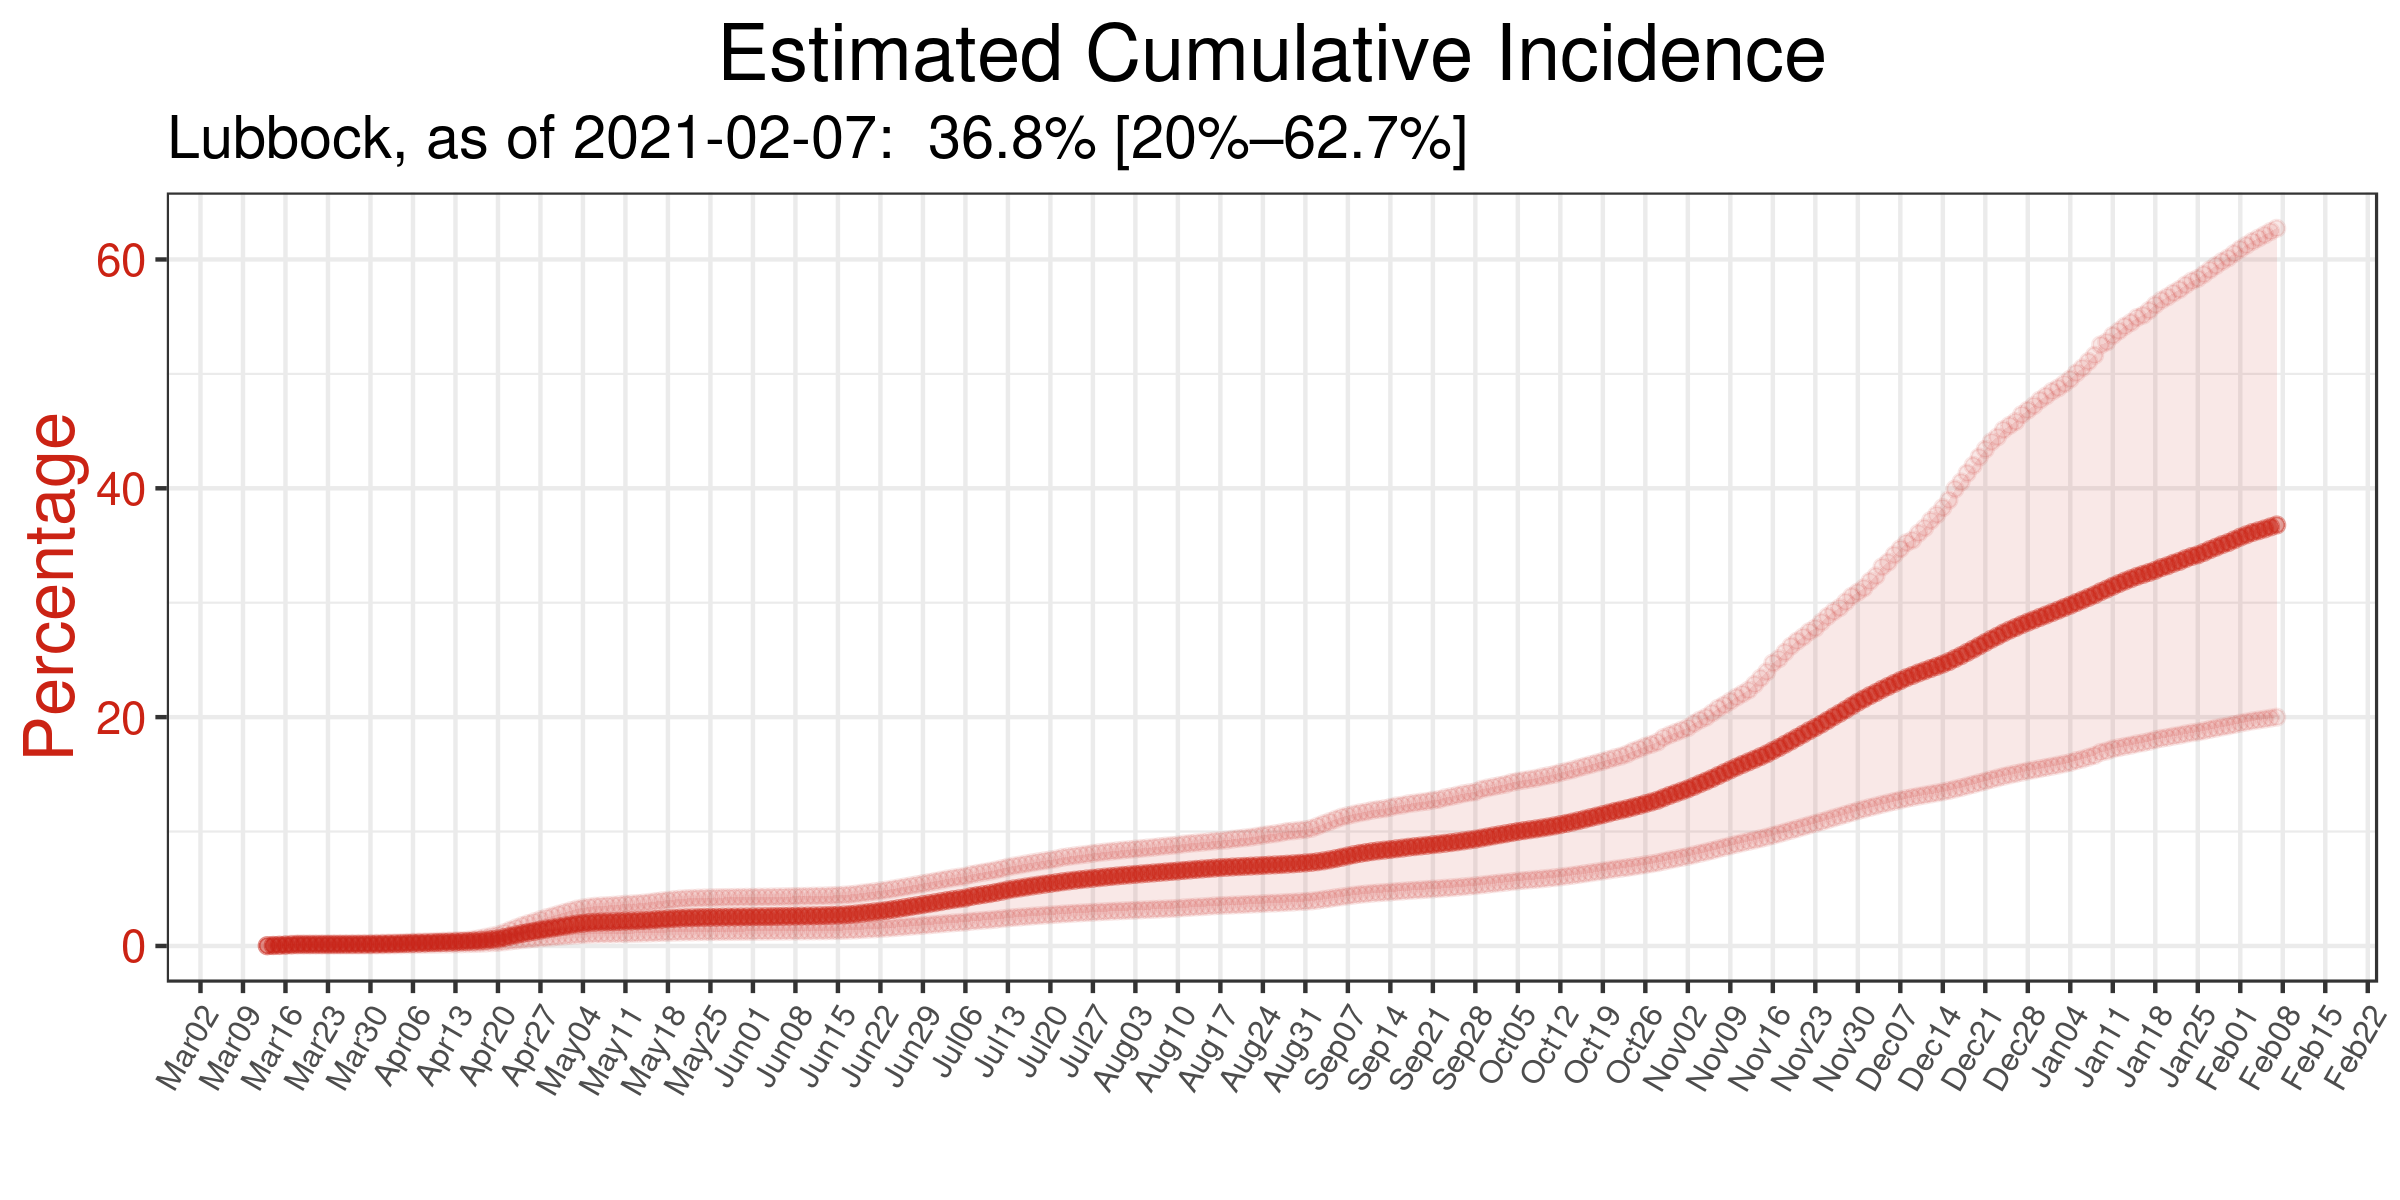 Estimated Cumulative Incidence
Lubbock, as of 2021-02-07:  36.8% [20%–62.7%]
Percentage
60
40
20
0
Mar02
Mar09
Mar16
Mar23
Mar30
Apr06
Apr13
Apr20
Apr27
May04
May11
May18
May25
Jun01
Jun08
Jun15
Jun22
Jun29
Jul06
Jul13
Jul20
Jul27
Aug03
Aug10
Aug17
Aug24
Aug31
Sep07
Sep14
Sep21
Sep28
Oct05
Oct12
Oct19
Oct26
Nov02
Nov09
Nov16
Nov23
Nov30
Dec07
Dec14
Dec21
Dec28
Jan04
Jan11
Jan18
Jan25
Feb01
Feb08
Feb15
Feb22